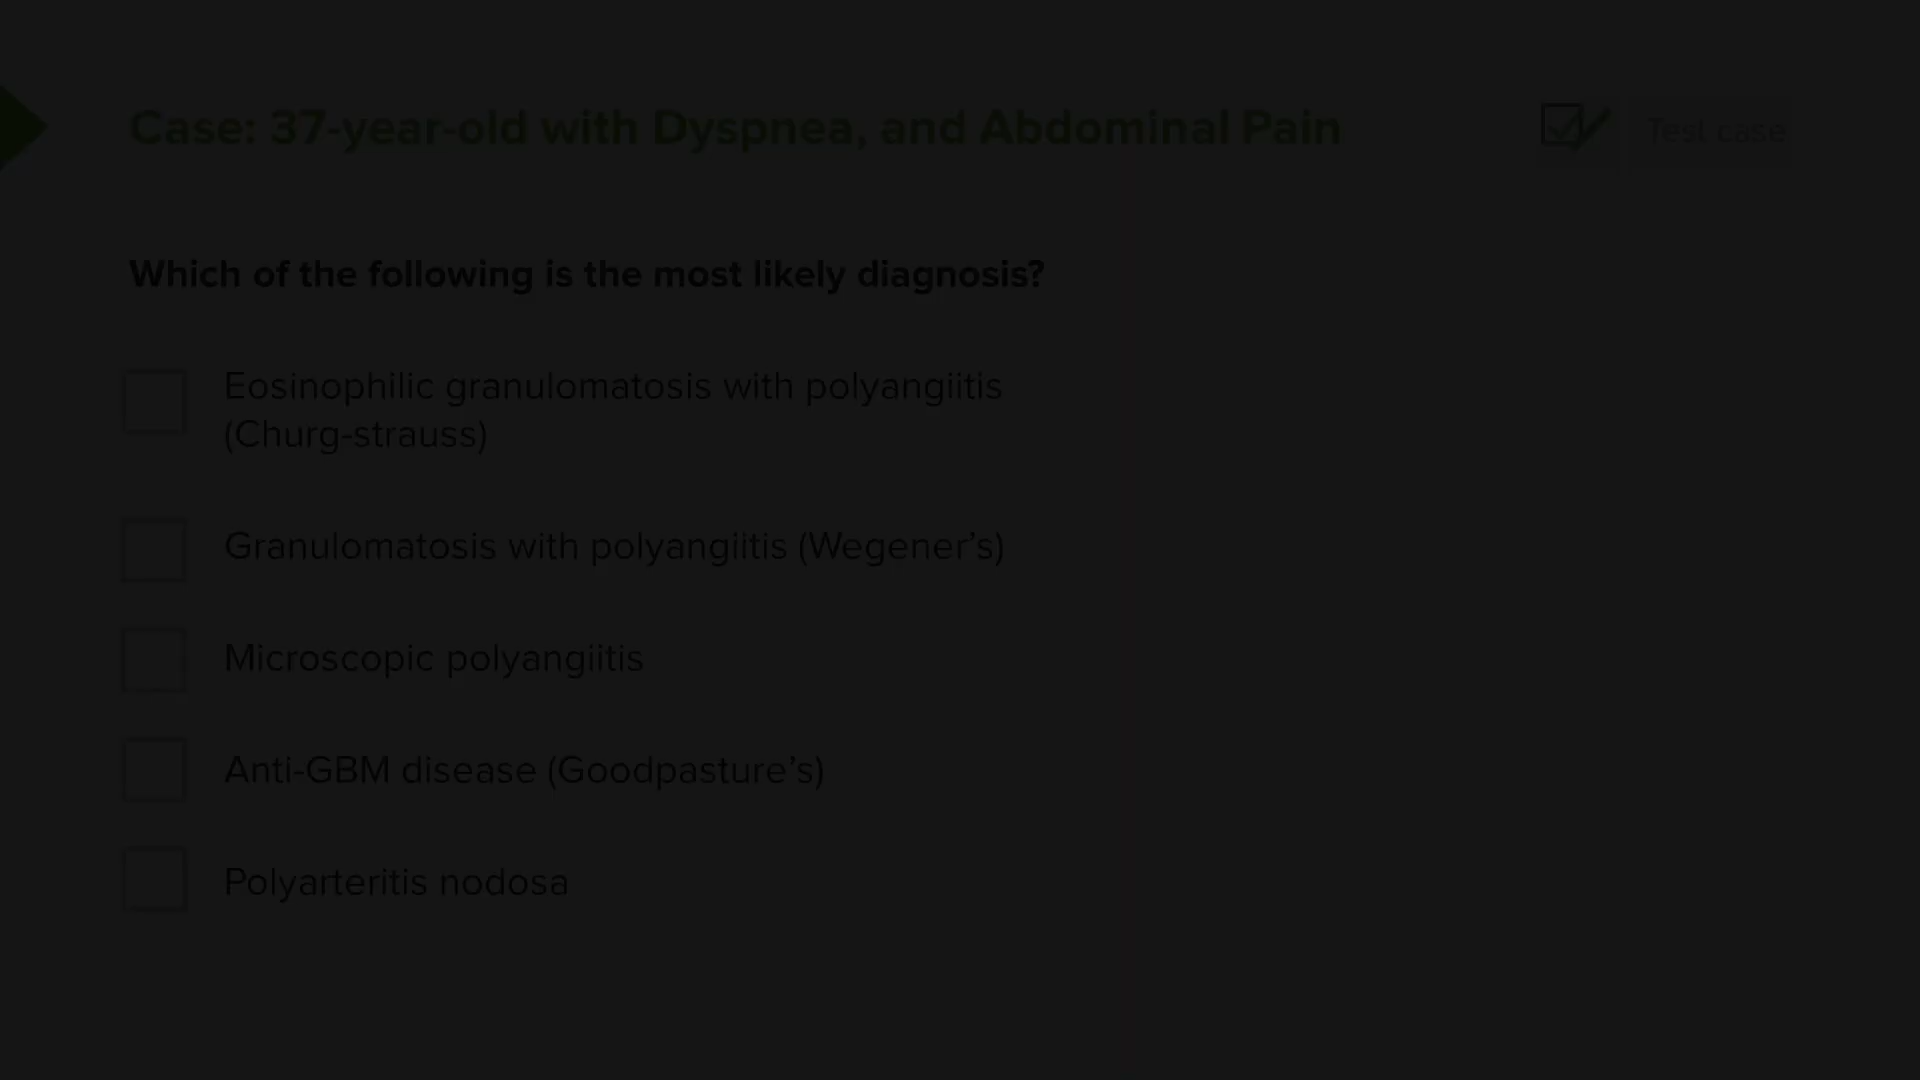 Case: 37-year-old with Dyspnea, and Abdominal Pain
Test case
Which of the following is the most likely diagnosis?
Eosinophilic granulomatosis with polyangiitis
(Churg-strauss)
Granulomatosis with polyangiitis (Wegener’s)
Microscopic polyangiitis
Anti-GBM disease (Goodpasture’s)
Polyarteritis nodosa